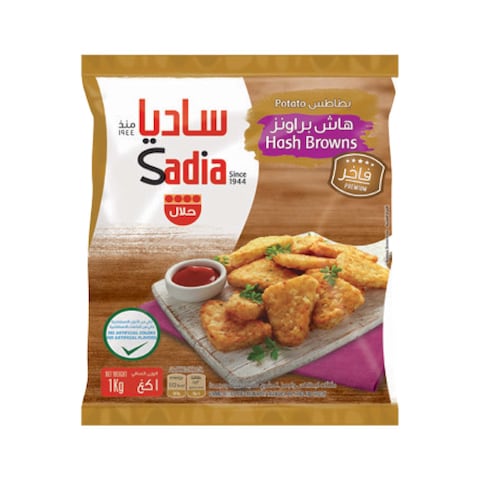 ساديا
منذ
١٩٤٤
Sadia
Since
1944
حلال
Potato بطاطس
هاش براونز
Hash Browns
فاخر
PREMIUM
NO ARTIFICIAL COLORS
NO ARTIFICIAL FLAVORS
NET WEIGHT الوزن الصافي
1Kg ١ كغ